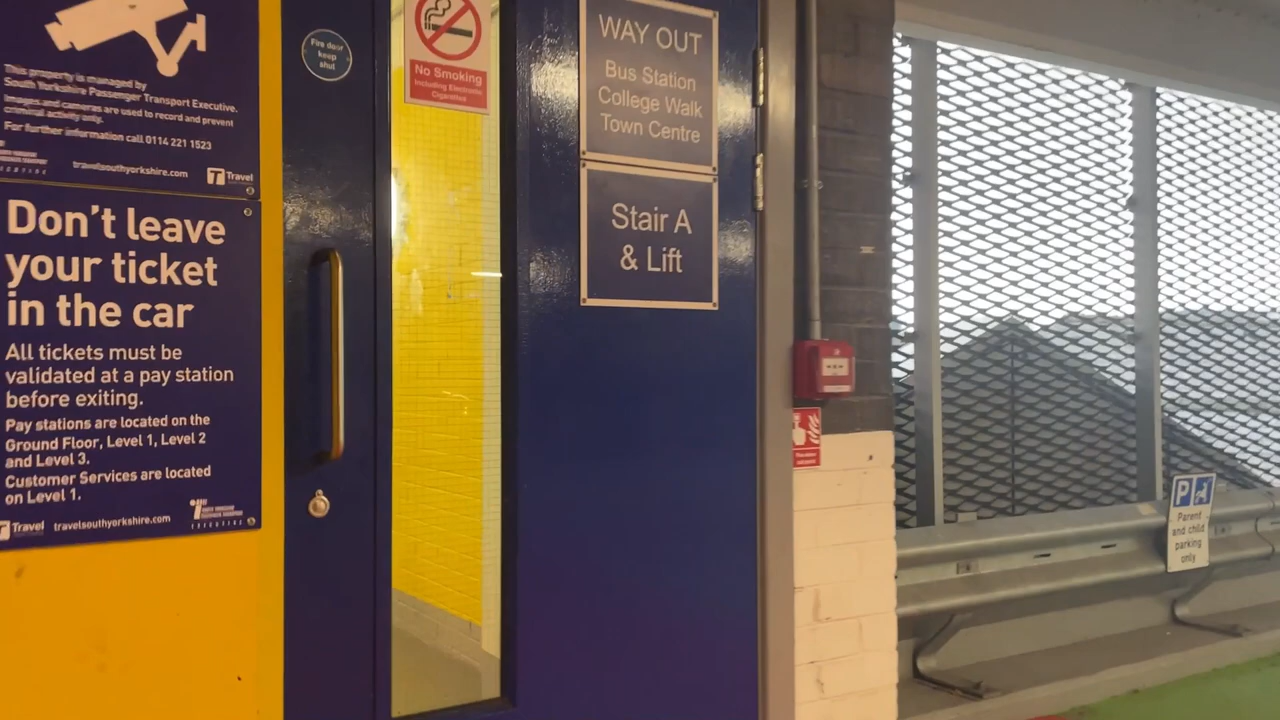 This property is managed by
South Yorkshire Passenger Transport Executive.
Images and cameras are used to record and prevent
criminal activity only.
For further information call 0114 221 1523
travelsouthyorkshire.com
Travel
Don't leave
your ticket
in the car
All tickets must be
validated at a pay station
before exiting.
Pay stations are located on the
Ground Floor, Level 1, Level 2
and Level 3.
Customer Services are located
on Level 1.
Travel travelsouthyorkshire.com
EXECUTIVE
Fire door
keep
shut
No Smoking
Including Electronic
Cigarettes
WAY OUT
Bus Station
College Walk
Town Centre
Stair A
& Lift
P
Parent
and child
parking
only